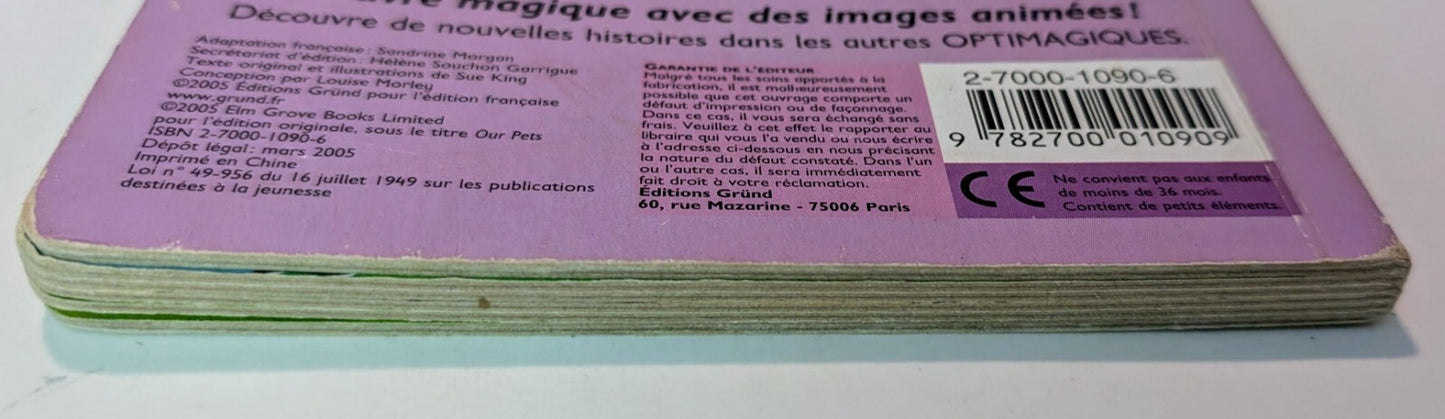 magique avec des images animées!
Découvre de nouvelles histoires dans les autres OPTIMAGIQUES.
Adaptation française: Sandrine Morgan
Secrétariat d'édition: Hélène Souchon Garrigue
Texte original et illustrations de Sue King
Conception par Louise Morley
©2005 Éditions Gründ pour l'édition française
www.grund.fr
©2005 Elm Grove Books Limited
pour l'édition originale, sous le titre Our Pets
ISBN 2-7000-1090-6
Dépôt légal: mars 2005
Imprimé en Chine
Loi n° 49-956 du 16 juillet 1949 sur les publications
destinées à la jeunesse
GARANTIE DE L'ÉDITEUR
Malgré tous les soins apportés à la
fabrication, il est malheureusement
possible que cet ouvrage comporte un
défaut d'impression ou de façonnage.
Dans ce cas, il vous sera échangé sans
frais. Veuillez à cet effet le rapporter au
libraire qui vous l'a vendu ou nous écrire
à l'adresse ci-dessous en nous précisant
la nature du défaut constaté. Dans l'un
ou l'autre cas, il sera immédiatement
fait droit à votre réclamation.
Éditions Gründ
60, rue Mazarine - 75006 Paris
2-7000-1090-6
9 782700 010909
CE
Ne convient pas aux enfants
de moins de 36 mois.
Contient de petits éléments.